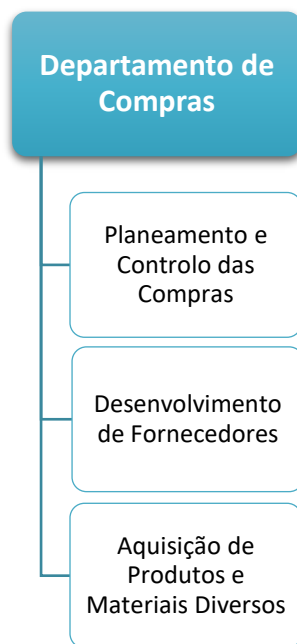 Departamento de
Compras
Planeamento e
Controlo das
Compras
Desenvolvimento
de Fornecedores
Aquisição de
Produtos e
Materiais Diversos